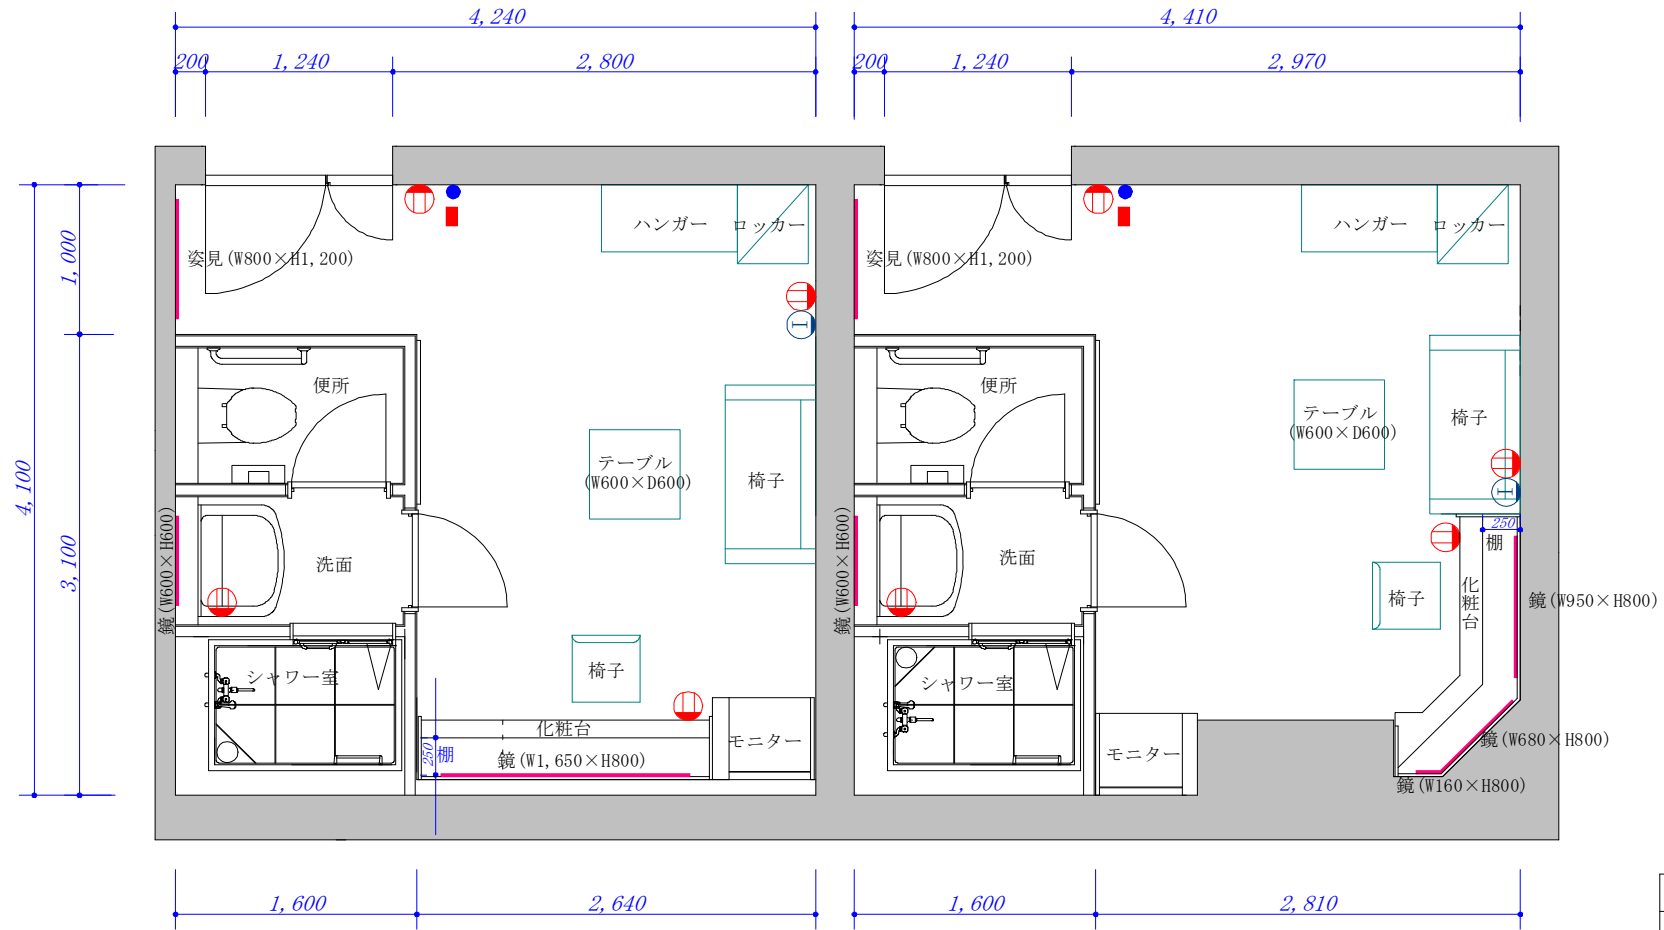 4,240
4,410
200
1,240
2,800
200
1,240
2,970
ハンガー
ロッカー
ハンガー
ロッカー
姿見(W800×H1,200)
姿見(W800×H1,200)
1,000
便所
便所
テーブル
(W600×D600)
椅子
テーブル
(W600×D600)
椅子
4,100
3,100
鏡(W600×H600)
洗面
鏡(W600×H600)
洗面
250
棚
化粧台
椅子
鏡(W950×H800)
シャワー室
椅子
シャワー室
化粧台
250
棚
鏡(W1,650×H800)
モニター
モニター
鏡(W680×H800)
鏡(W160×H800)
1,600
2,640
1,600
2,810